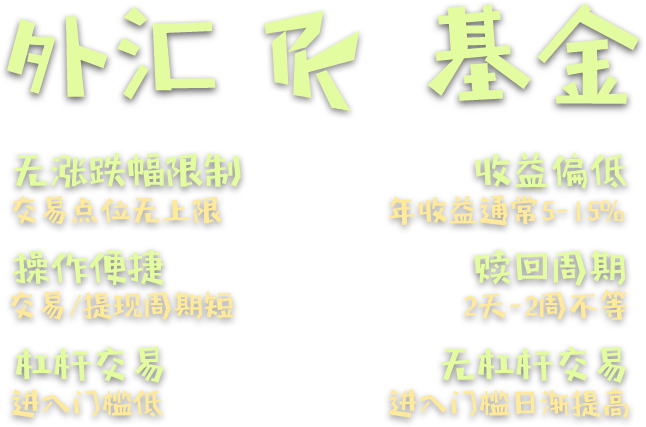 外汇 PK 基金
无涨跌幅限制 收益偏低
交易点位无上限 年收益通常5-15%
操作便捷 赎回周期
交易/提现周期短 2天-2周不等
杠杆交易 无杠杆交易
进入门槛低 进入门槛日渐提高